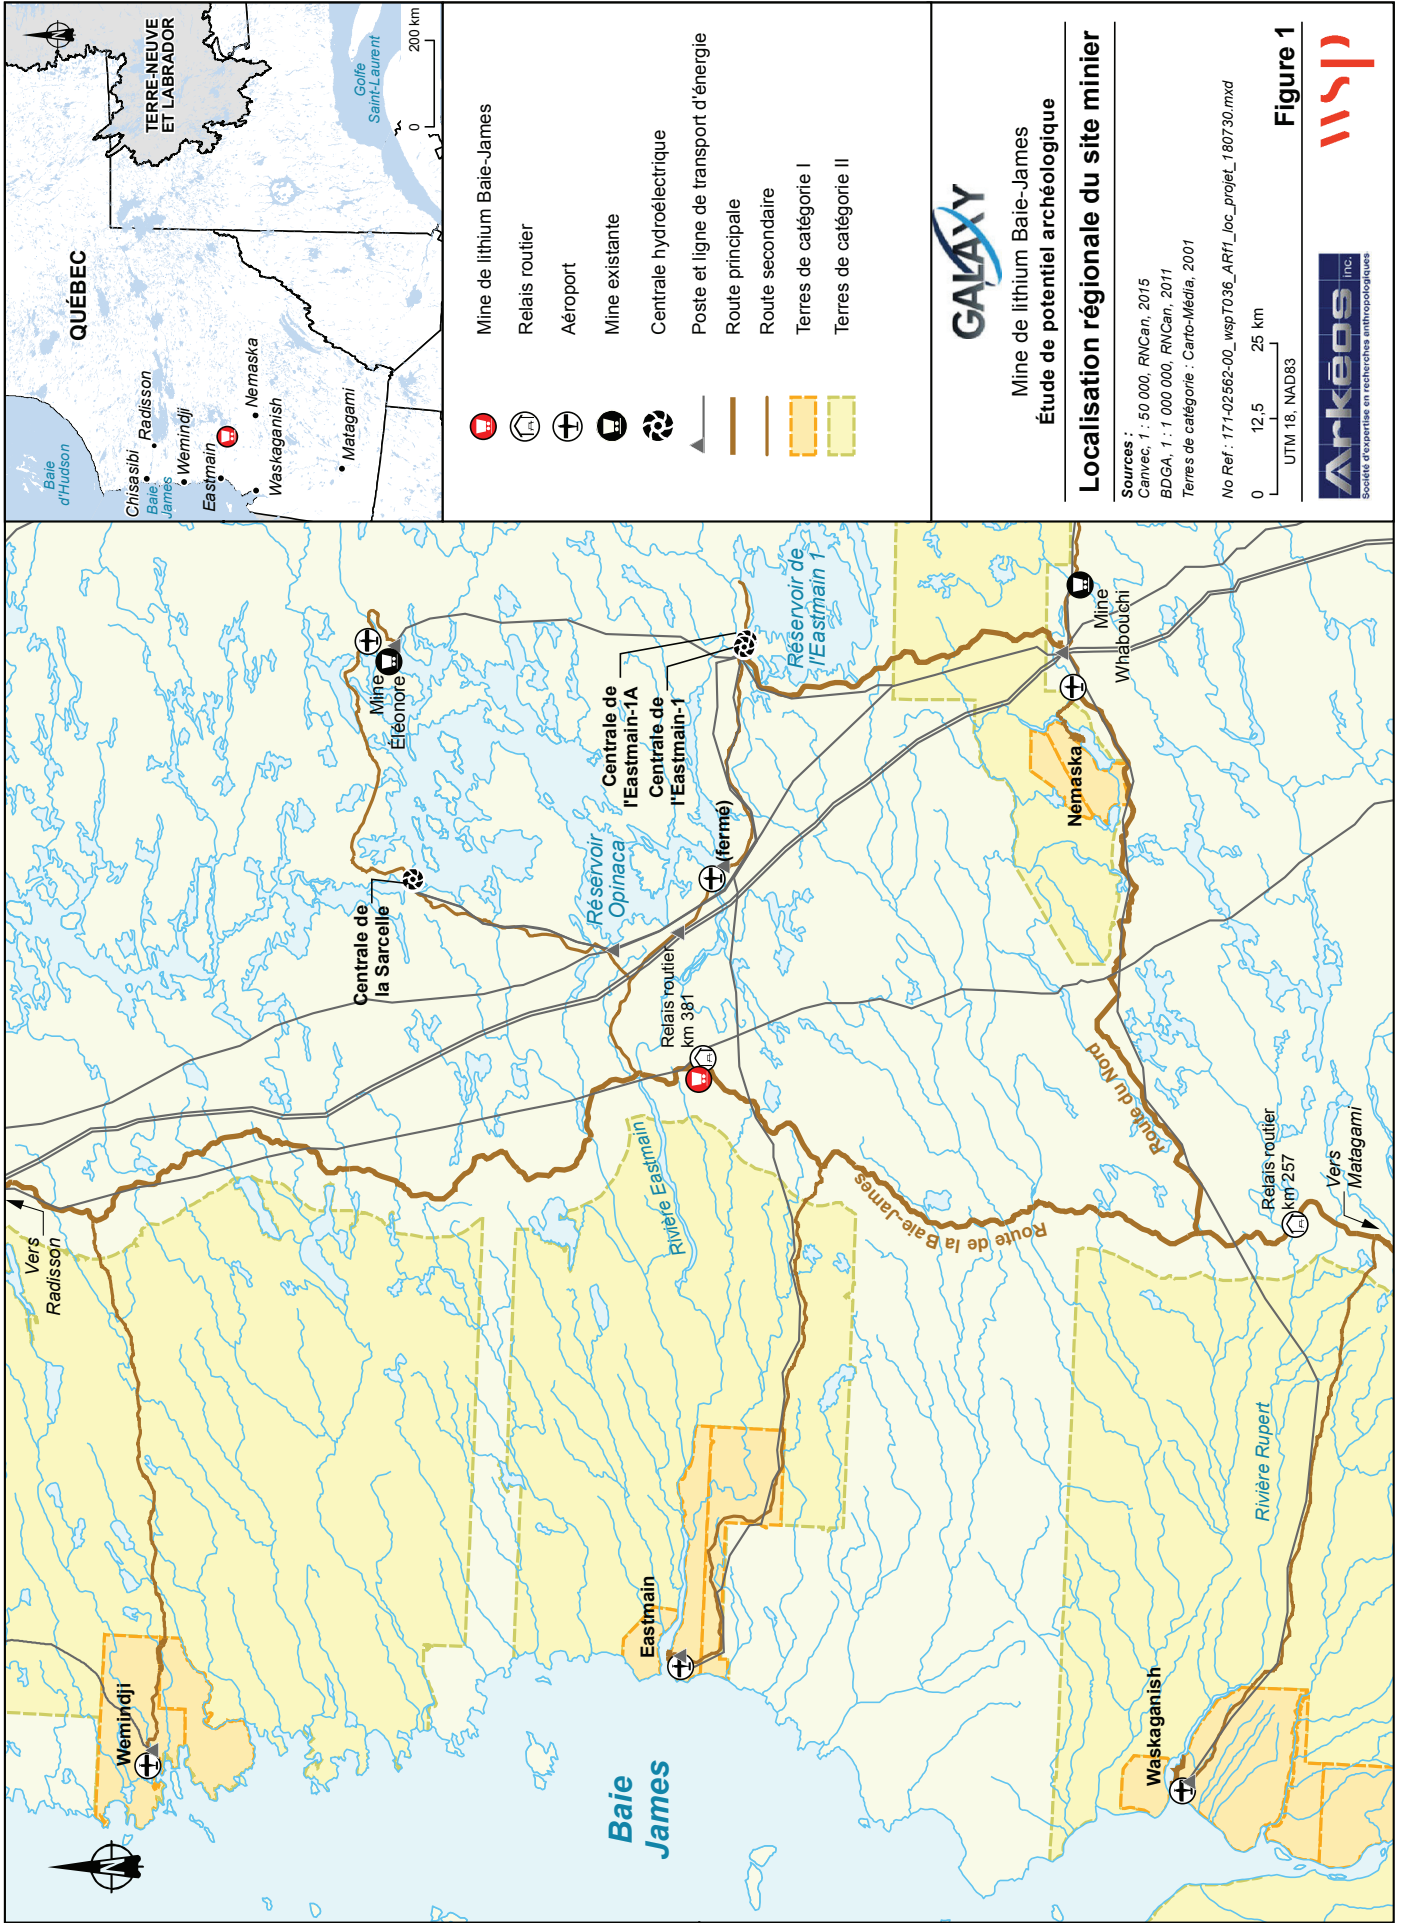 Baie
d'Hudson
Chisasibi
Baie
James
Radisson
Wemindji
Eastmain
Nemaska
Waskaganish
Matagami
QUÉBEC
TERRE-NEUVE
ET LABRADOR
Golfe
Saint-Laurent
0
200 km
Mine de lithium Baie-James
Relais routier
Aéroport
Mine existante
Centrale hydroélectrique
Poste et ligne de transport d'énergie
Route principale
Route secondaire
Terres de catégorie I
Terres de catégorie II
GALAXY
Mine de lithium Baie-James
Étude de potentiel archéologique
Localisation régionale du site minier
Sources :
Canvec, 1 : 50 000, RNCan, 2015
BDGA, 1 : 1 000 000, RNCan, 2011
Terres de catégorie : Carto-Média, 2001
No Ref : 171-02562-00_wspT036_ARf1_loc_projet_180730.mxd
0
12,5
25 km
UTM 18, NAD83
Figure 1
Arkéos inc.
Société d'expertise en recherches anthropologiques
wsp
N
Vers
Radisson
Wemindji
Mine
Éléonore
Centrale de
la Sarcelle
Réservoir
Opinaca
Centrale de
l'Eastmain-1A
Centrale de
l'Eastmain-1
Réservoir de
l'Eastmain 1
(fermé)
Relais routier
km 381
Rivière Eastmain
Eastmain
Baie
James
Route de la Baie-James
Route du Nord
Nemaska
Mine
Whabouchi
Waskaganish
Rivière Rupert
Relais routier
km 257
Vers
Matagami